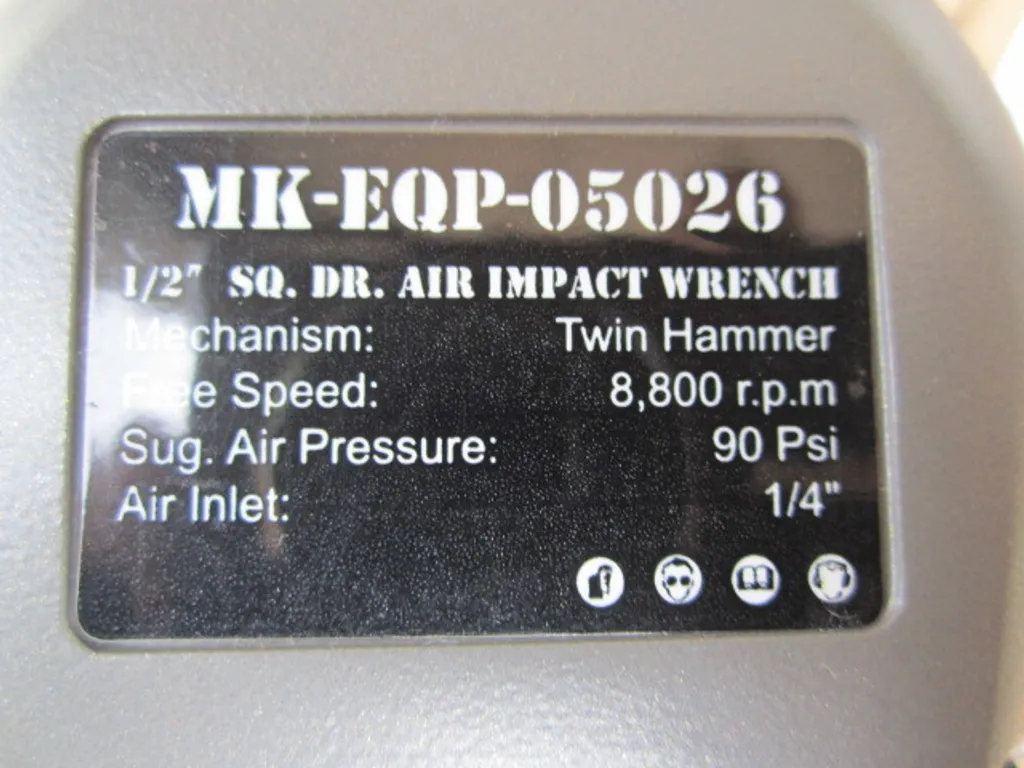 MK-EQP-05026
1/2" SQ. DR. AIR IMPACT WRENCH
Mechanism: Twin Hammer
Free Speed: 8,800 r.p.m
Sug. Air Pressure: 90 Psi
Air Inlet: 1/4"